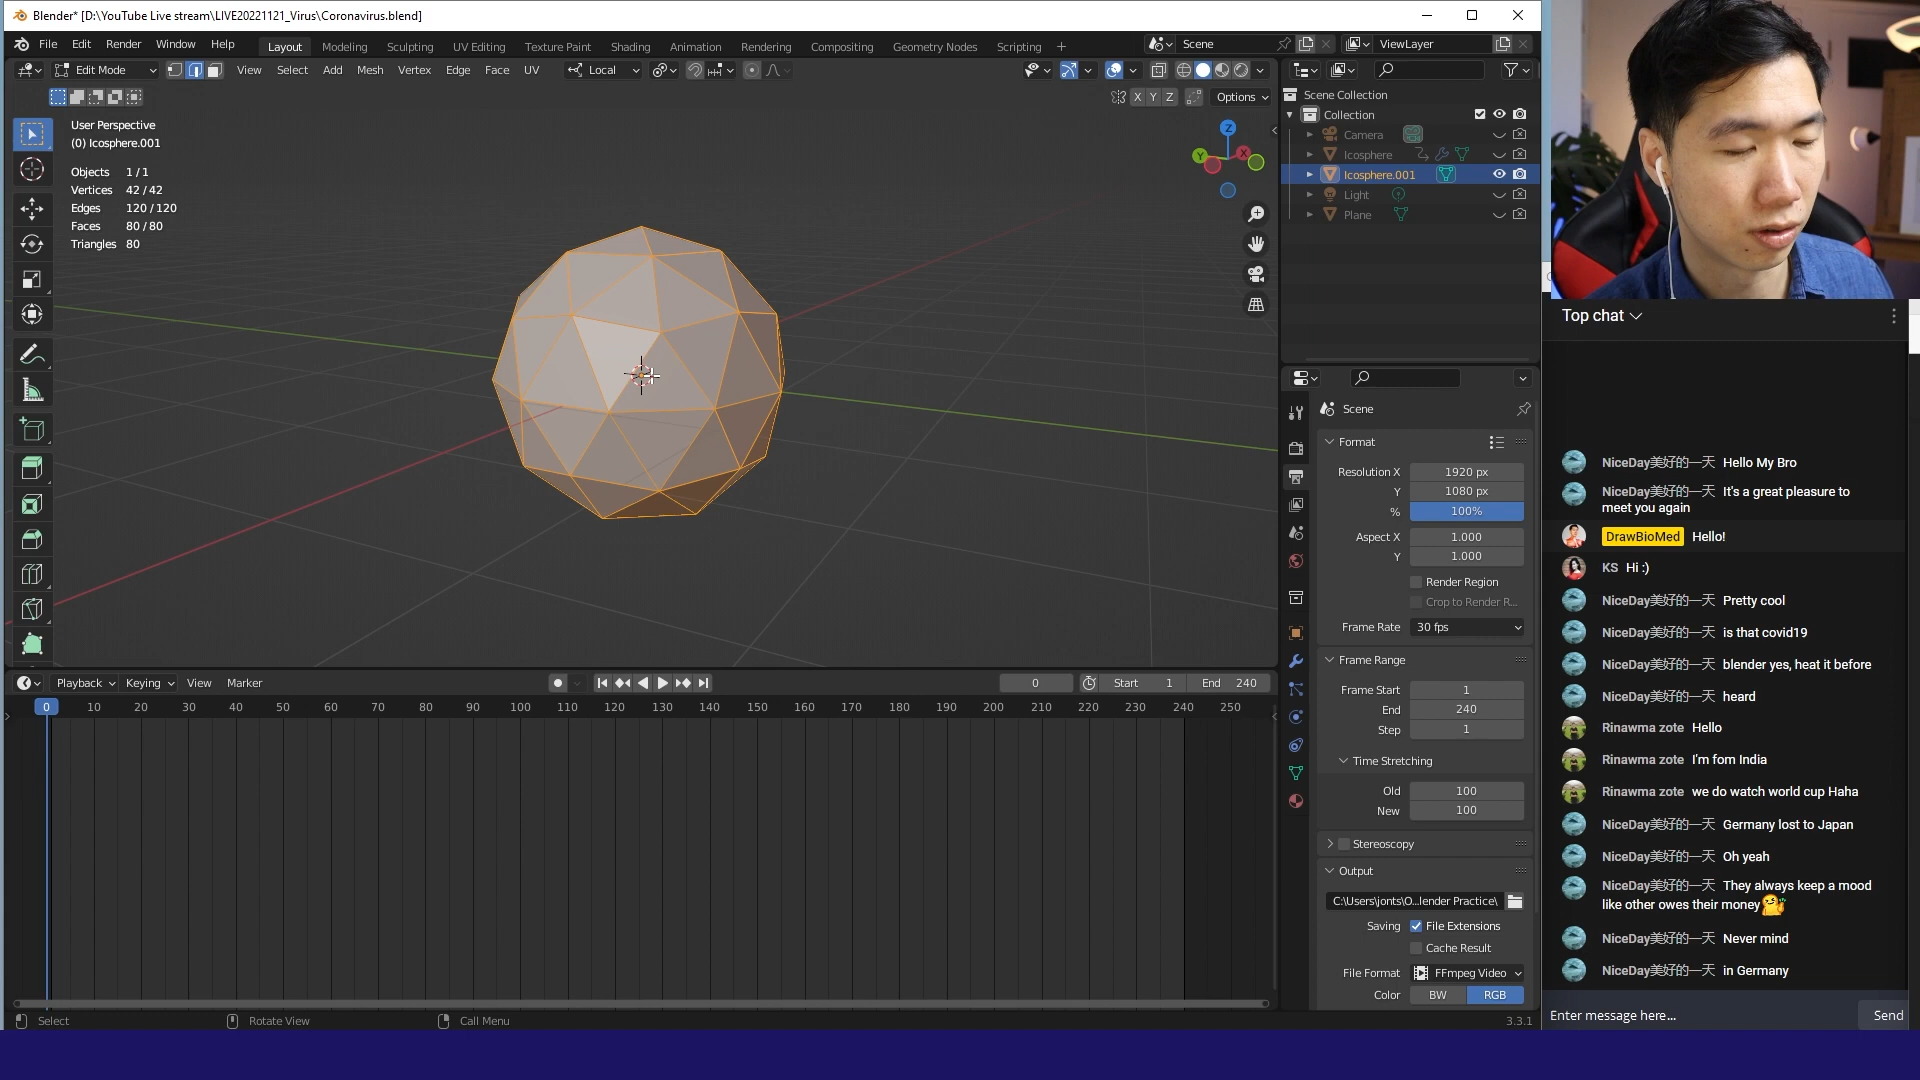 Blender* [D:\YouTube Live stream\LIVE20221121_Virus\Coronavirus.blend]
File Edit Render Window Help Layout Modeling Sculpting UV Editing Texture Paint Shading Animation Rendering Compositing Geometry Nodes Scripting + Scene ViewLayer
Edit Mode View Select Add Mesh Vertex Edge Face UV Local
X Y Z Options
User Perspective
(0) Icosphere.001
Objects 1 / 1
Vertices 42 / 42
Edges 120 / 120
Faces 80 / 80
Triangles 80
Z
Y
X
Scene Collection
Collection
Camera
Icosphere
Icosphere.001
Light
Plane
Scene
Format
Resolution X 1920 px
Y 1080 px
% 100%
Aspect X 1.000
Y 1.000
Render Region
Crop to Render R...
Frame Rate 30 fps
Frame Range
Frame Start 1
End 240
Step 1
Time Stretching
Old 100
New 100
Stereoscopy
Output
C:\Users\jonts\O...lender Practice\
Saving File Extensions
Cache Result
File Format FFmpeg Video
Color BW RGB
Playback Keying View Marker 0 Start 1 End 240
0 10 20 30 40 50 60 70 80 90 100 110 120 130 140 150 160 170 180 190 200 210 220 230 240 250
Select Rotate View Call Menu 3.3.1
Top chat
NiceDay美好的一天 Hello My Bro
NiceDay美好的一天 It's a great pleasure to
meet you again
DrawBioMed Hello!
KS Hi :)
NiceDay美好的一天 Pretty cool
NiceDay美好的一天 is that covid19
NiceDay美好的一天 blender yes, heat it before
NiceDay美好的一天 heard
Rinawma zote Hello
Rinawma zote I'm fom India
Rinawma zote we do watch world cup Haha
NiceDay美好的一天 Germany lost to Japan
NiceDay美好的一天 Oh yeah
NiceDay美好的一天 They always keep a mood
like other owes their money
NiceDay美好的一天 Never mind
NiceDay美好的一天 in Germany
Enter message here... Send